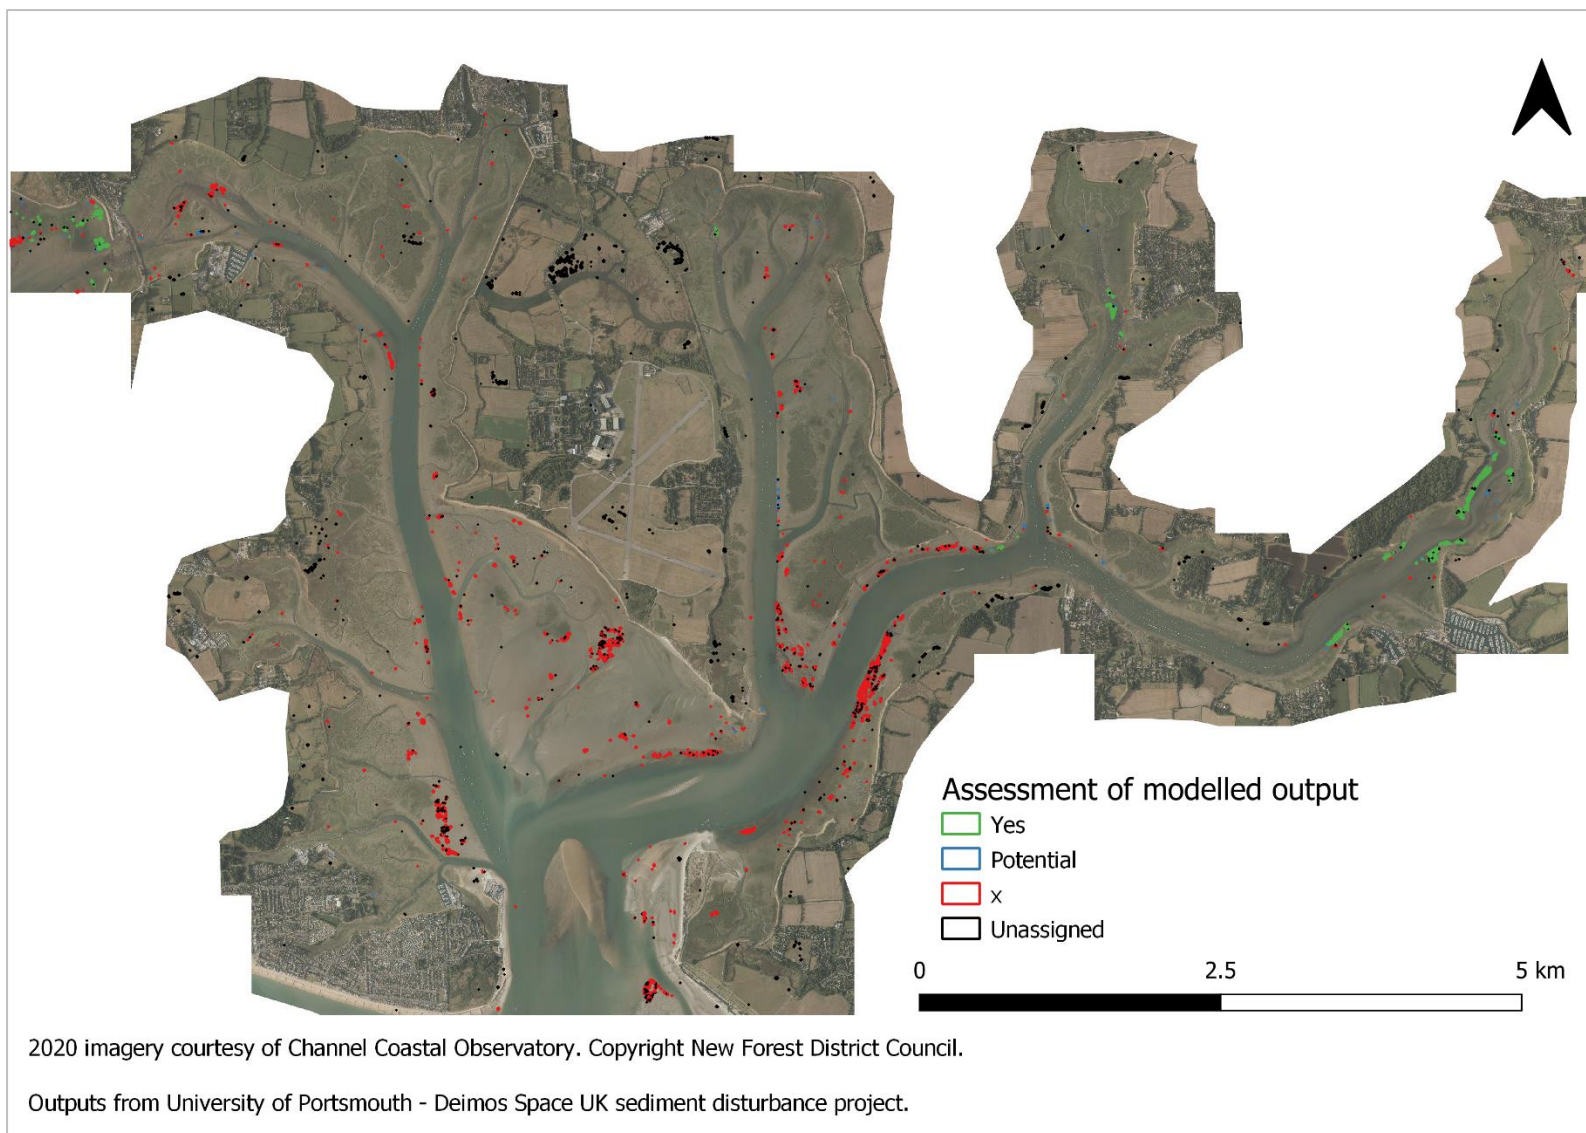 Assessment of modelled output
Yes
Potential
x
Unassigned
0 2.5 5 km
2020 imagery courtesy of Channel Coastal Observatory. Copyright New Forest District Council.
Outputs from University of Portsmouth - Deimos Space UK sediment disturbance project.